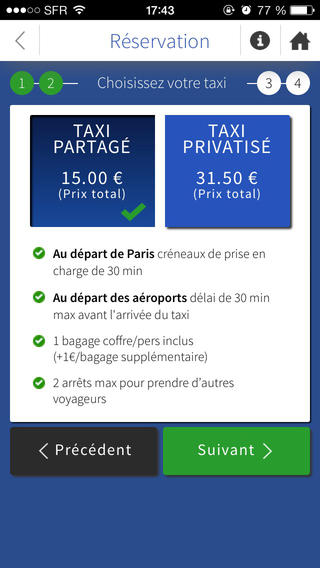 SFR 17:43 77 %
Réservation
1 2 Choisissez votre taxi 3 4
TAXI PARTAGÉ
15.00 €
(Prix total)
TAXI PRIVATISÉ
31.50 €
(Prix total)
Au départ de Paris créneaux de prise en
charge de 30 min
Au départ des aéroports délai de 30 min
max avant l'arrivée du taxi
1 bagage coffre/pers inclus
(+1€/bagage supplémentaire)
2 arrêts max pour prendre d'autres
voyageurs
Précédent
Suivant